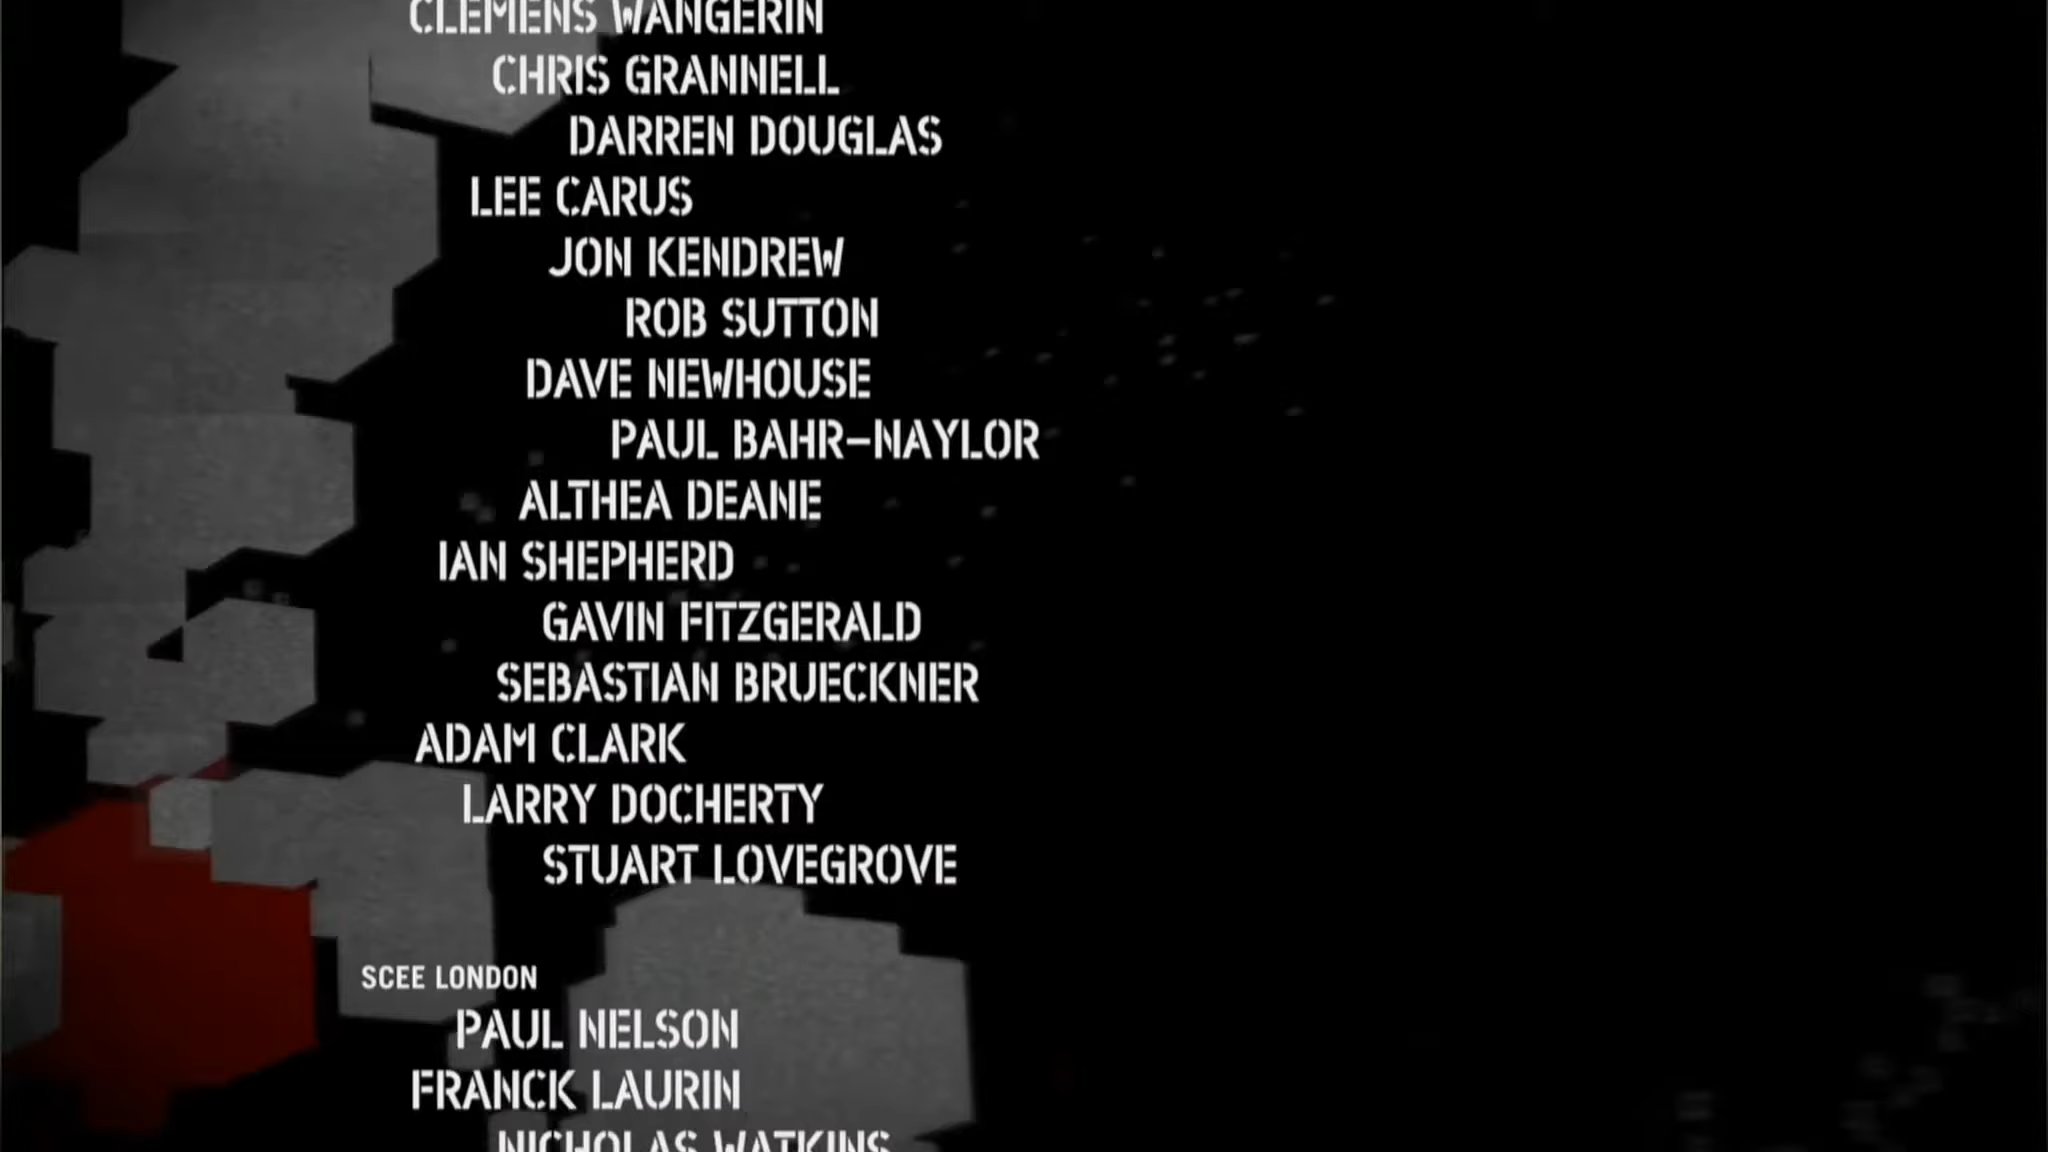 CLEMENS WANGERIN
CHRIS GRANNELL
DARREN DOUGLAS
LEE CARUS
JON KENDREW
ROB SUTTON
DAVE NEWHOUSE
PAUL BAHR-NAYLOR
ALTHEA DEANE
IAN SHEPHERD
GAVIN FITZGERALD
SEBASTIAN BRUECKNER
ADAM CLARK
LARRY DOCHERTY
STUART LOVEGROVE
SCEE LONDON
PAUL NELSON
FRANCK LAURIN
NICHOLAS WATKINS